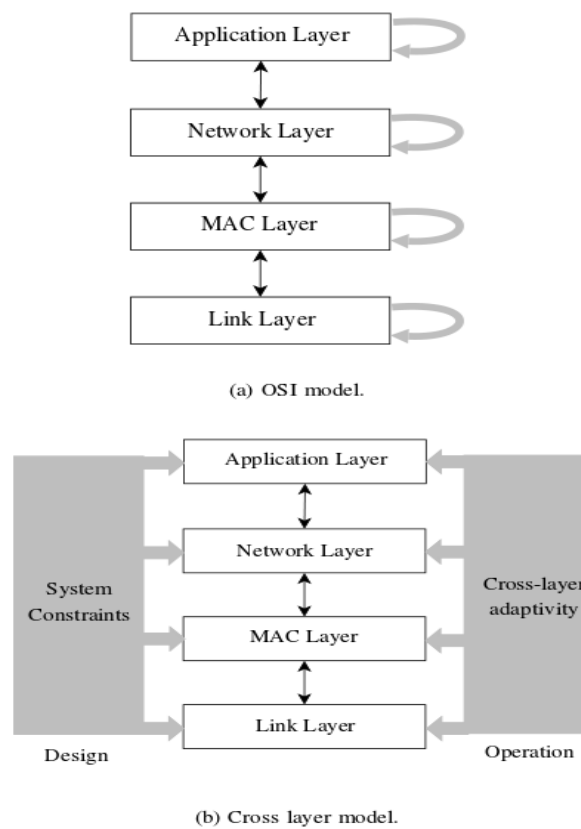 Application Layer
Network Layer
MAC Layer
Link Layer
(a) OSI model.
Application Layer
Network Layer
MAC Layer
Link Layer
System
Constraints
Design
Cross-layer
adaptivity
Operation
(b) Cross layer model.